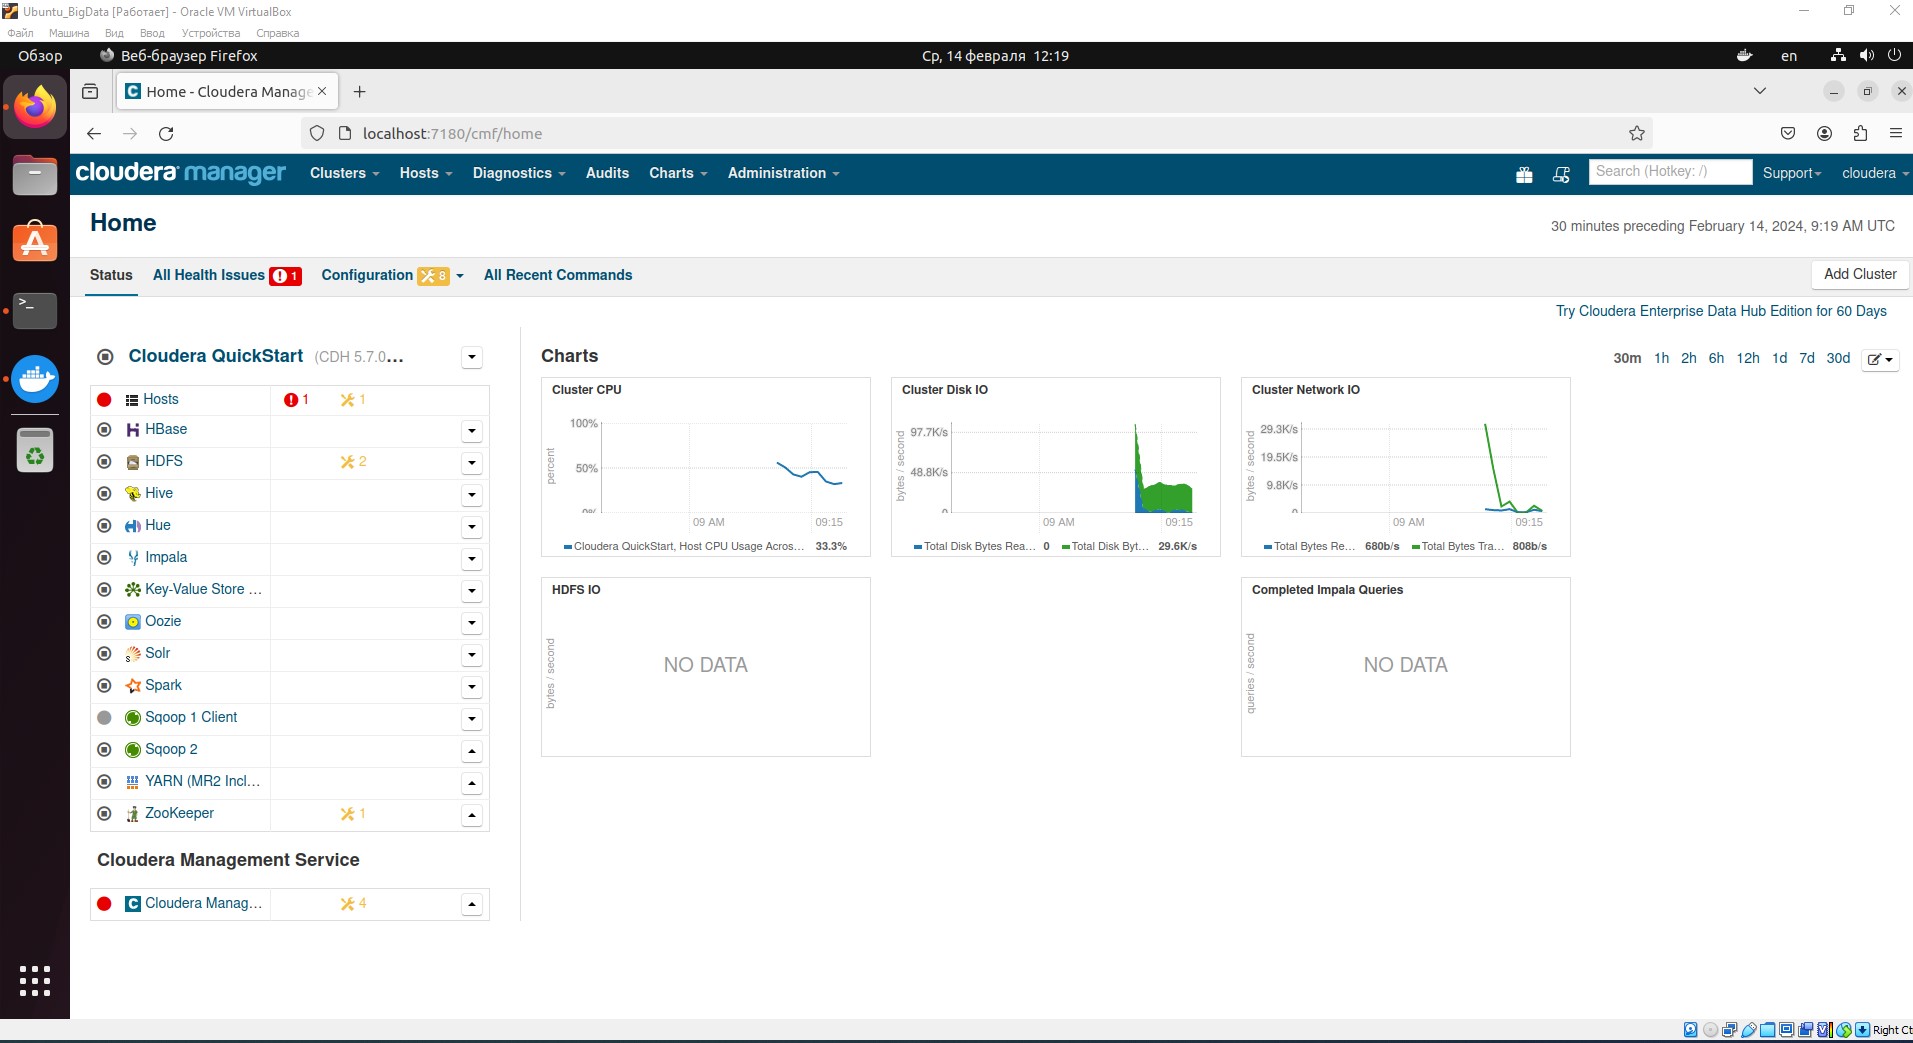 Ubuntu_BigData [Работает] - Oracle VM VirtualBox
Файл Машина Вид Ввод Устройства Справка
Обзор Веб-браузер Firefox Ср, 14 февраля 12:19 en
Home - Cloudera Manage
localhost:7180/cmf/home
cloudera manager Clusters Hosts Diagnostics Audits Charts Administration Search (Hotkey: /) Support cloudera
Home
30 minutes preceding February 14, 2024, 9:19 AM UTC
Status All Health Issues 1 Configuration 8 All Recent Commands Add Cluster
Try Cloudera Enterprise Data Hub Edition for 60 Days
Cloudera QuickStart (CDH 5.7.0...
Hosts 1 1
HBase
HDFS 2
Hive
Hue
Impala
Key-Value Store ...
Oozie
Solr
Spark
Sqoop 1 Client
Sqoop 2
YARN (MR2 Incl...
ZooKeeper 1
Cloudera Management Service
Cloudera Manag... 4
Charts
30m 1h 2h 6h 12h 1d 7d 30d
Cluster CPU
percent
100%
50%
0%
09 AM 09:15
Cloudera QuickStart, Host CPU Usage Acros... 33.3%
Cluster Disk IO
bytes / second
97.7K/s
48.8K/s
0
09 AM 09:15
Total Disk Bytes Rea... 0 Total Disk Byt... 29.6K/s
Cluster Network IO
bytes / second
29.3K/s
19.5K/s
9.8K/s
0
09 AM 09:15
Total Bytes Re... 680b/s Total Bytes Tra... 808b/s
HDFS IO
bytes / second
NO DATA
Completed Impala Queries
queries / second
NO DATA
Right Ct